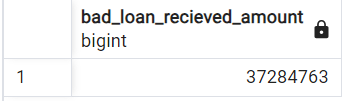 bad_loan_recieved_amount
bigint
1 37284763